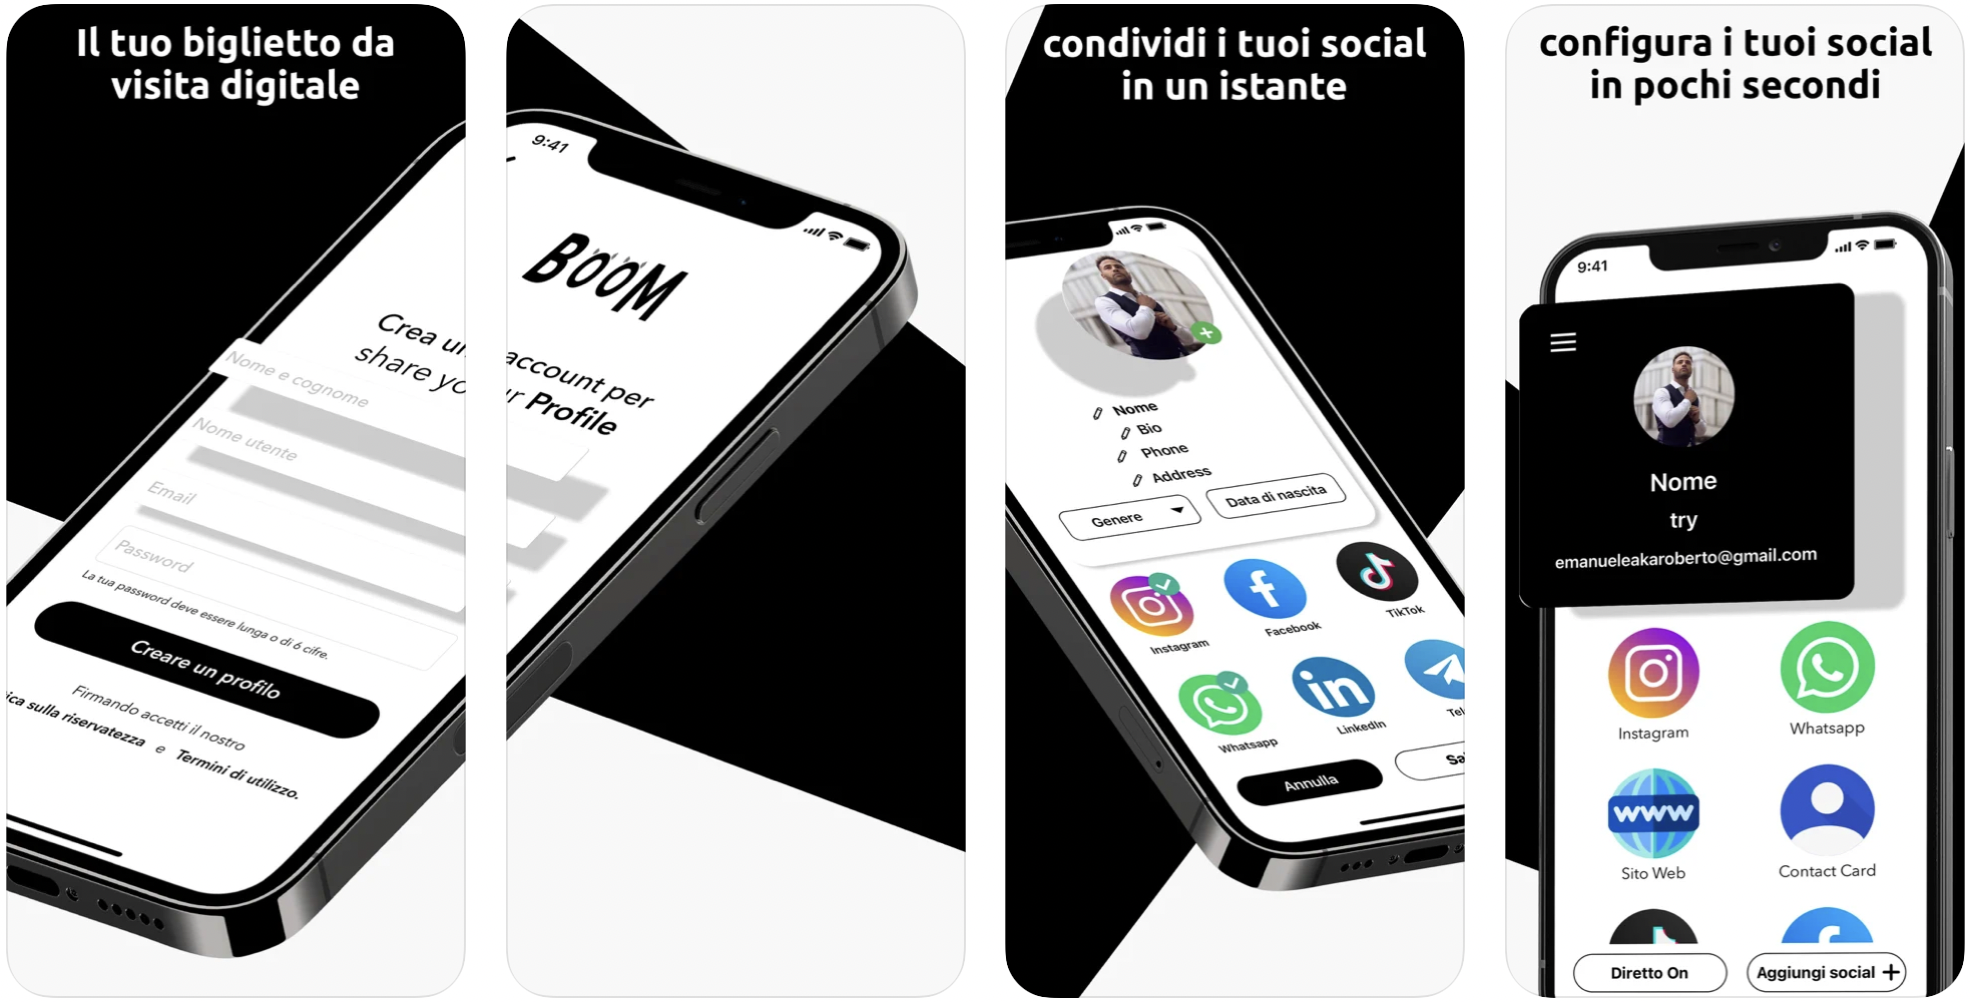 Il tuo biglietto da
visita digitale
Crea un account per
share your Profile
Nome e cognome
Nome utente
Email
Password
La tua password deve essere lunga o di 6 cifre.
Creare un profilo
Firmando accetti il nostro
sulla riservatezza e Termini di utilizzo.
9:41
BOOM
condividi i tuoi social
in un istante
Nome
Bio
Phone
Address
Genere
Data di nascita
Instagram
Facebook
TikTok
Whatsapp
LinkedIn
Tel
Annulla
Sa
configura i tuoi social
in pochi secondi
9:41
Nome
try
emanueleakaroberto@gmail.com
Instagram
Whatsapp
www
Sito Web
Contact Card
Diretto On
Aggiungi social +